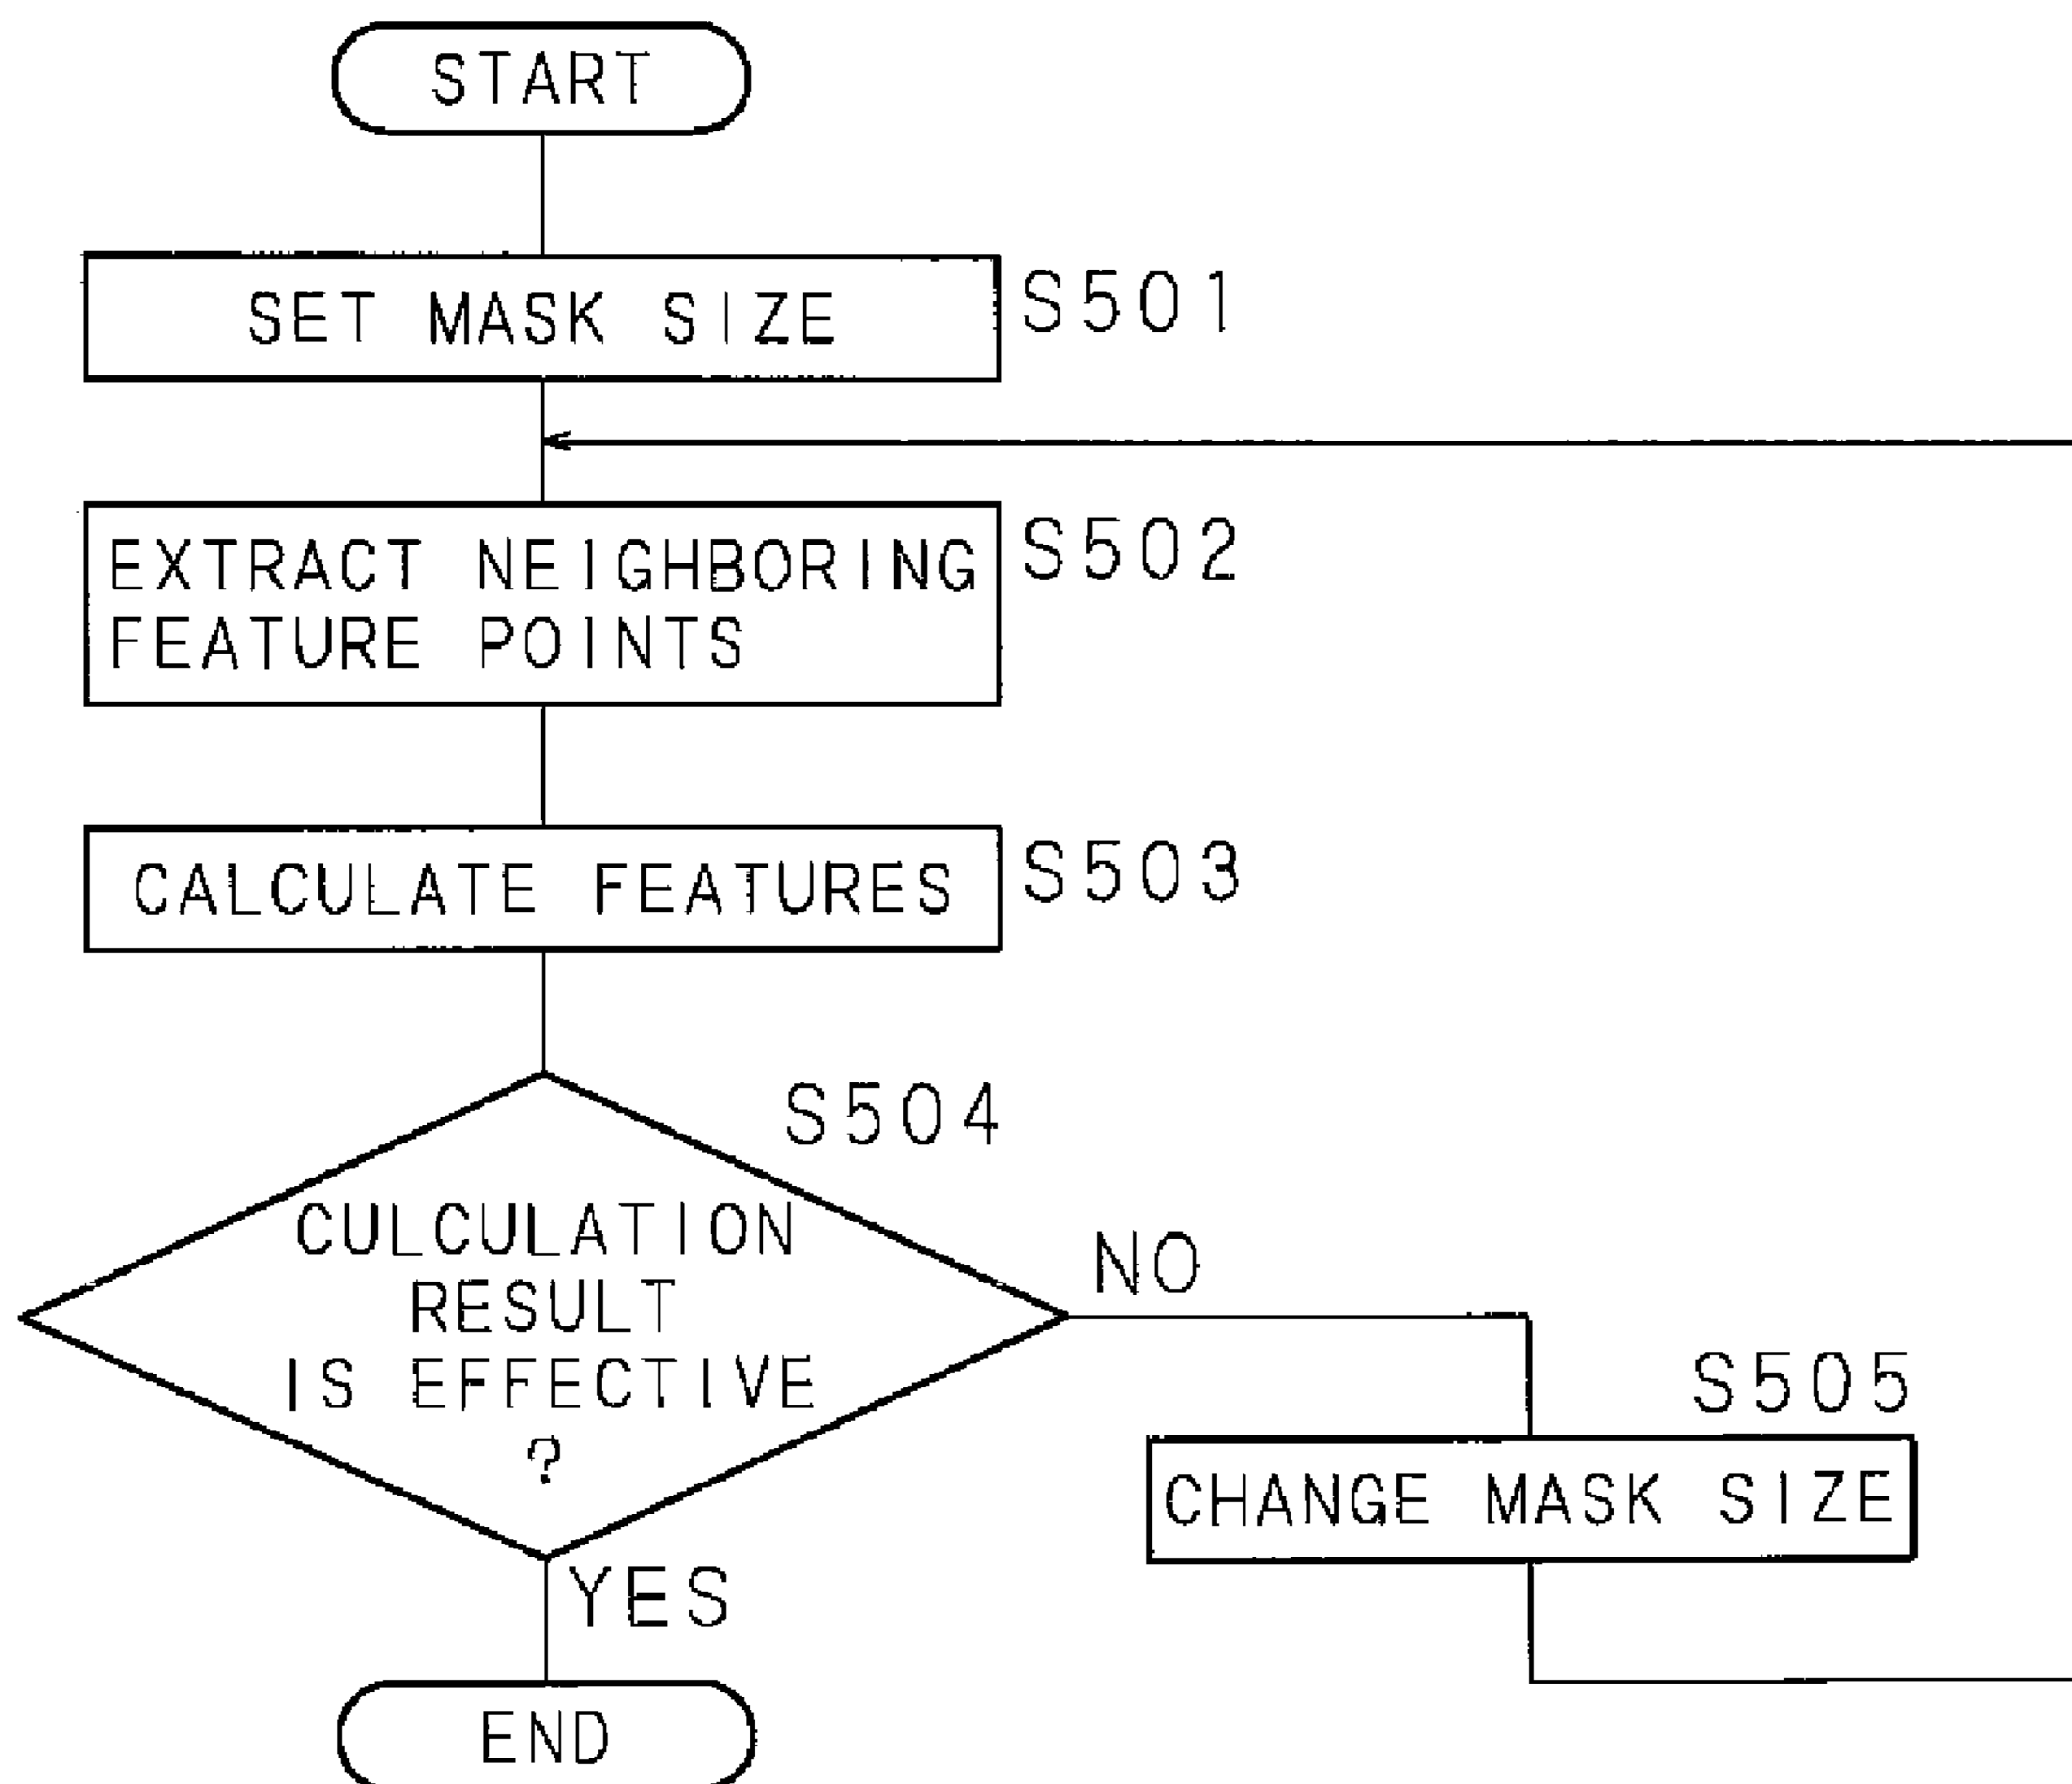 START
SET MASK SIZE
S501
EXTRACT NEIGHBORING
FEATURE POINTS
S502
CALCULATE FEATURES
S503
S504
CULCULATION
RESULT
IS EFFECTIVE
?
NO
YES
S505
CHANGE MASK SIZE
END